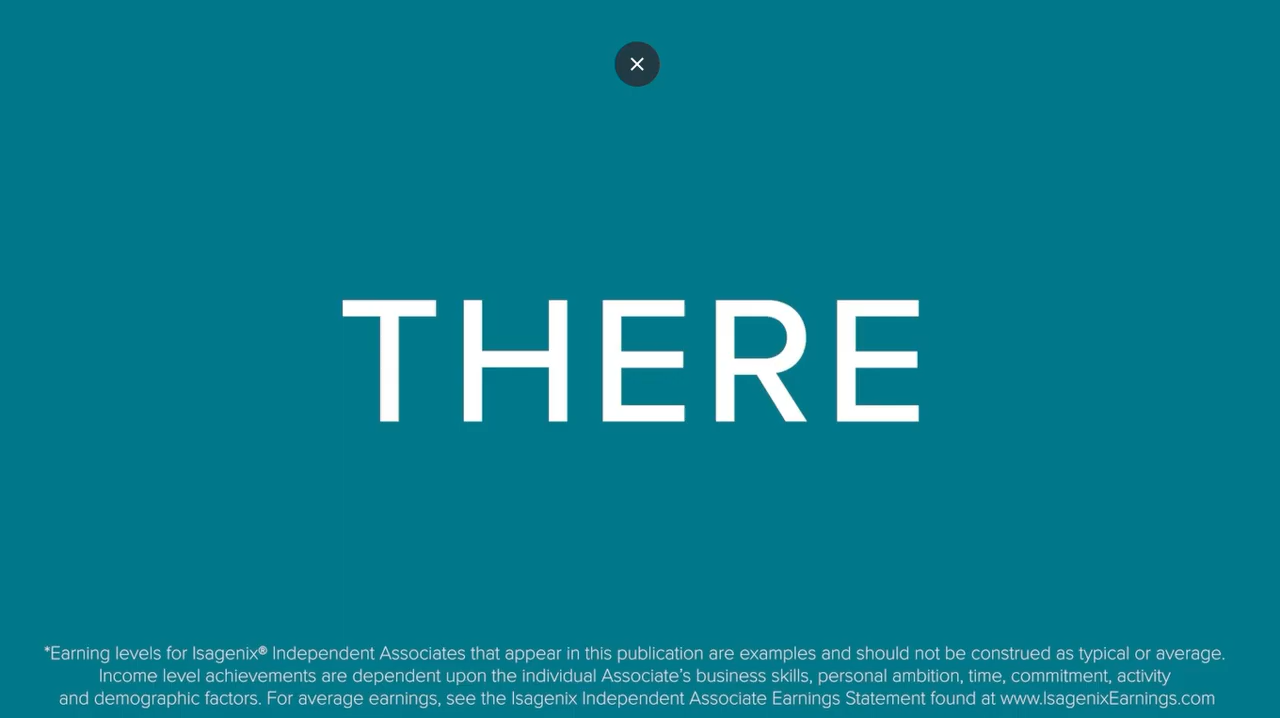 THERE
*Earning levels for Isagenix® Independent Associates that appear in this publication are examples and should not be construed as typical or average.
Income level achievements are dependent upon the individual Associate's business skills, personal ambition, time, commitment, activity
and demographic factors. For average earnings, see the Isagenix Independent Associate Earnings Statement found at www.IsagenixEarnings.com